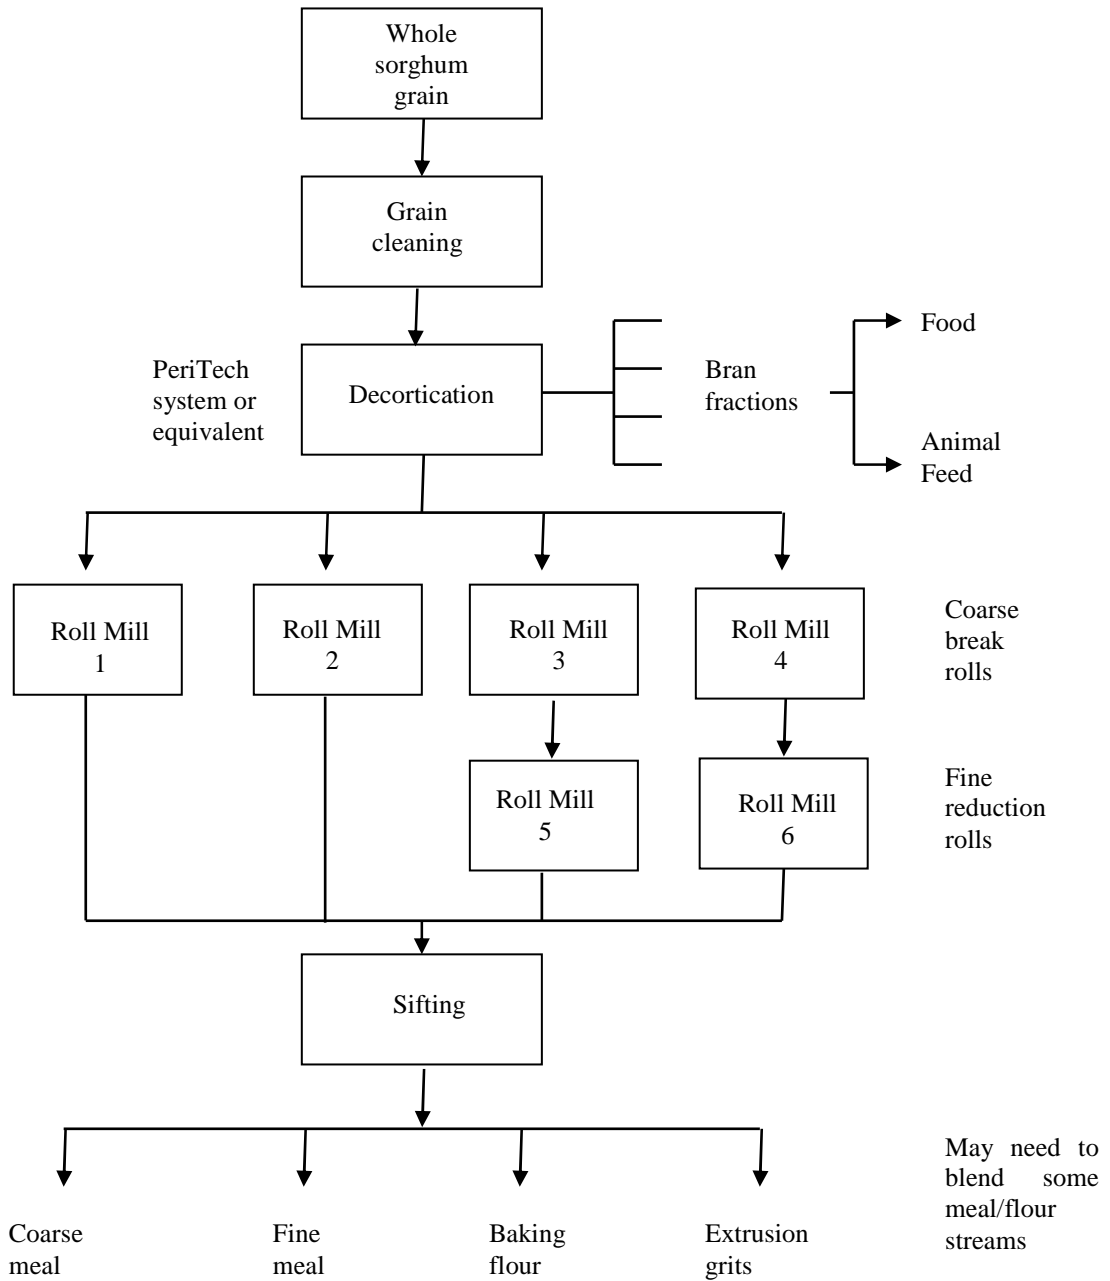 Whole
sorghum
grain
Grain
cleaning
PeriTech
system or
equivalent
Decortication
Bran
fractions
Food
Animal
Feed
Roll Mill
1
Roll Mill
2
Roll Mill
3
Roll Mill
4
Coarse
break
rolls
Roll Mill
5
Roll Mill
6
Fine
reduction
rolls
Sifting
Coarse
meal
Fine
meal
Baking
flour
Extrusion
grits
May need to
blend some
meal/flour
streams